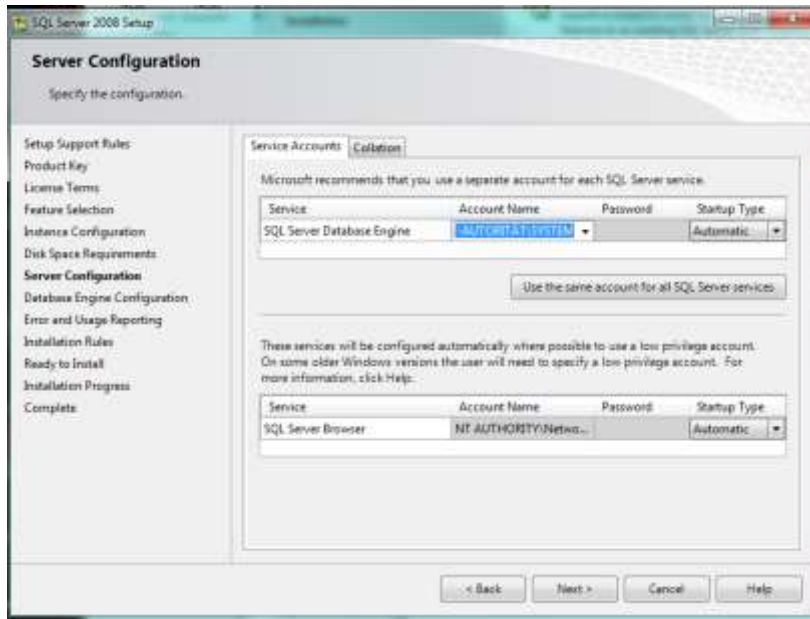 SQL Server 2008 Setup
Server Configuration
Specify the configuration.
Setup Support Rules
Product Key
License Terms
Feature Selection
Instance Configuration
Disk Space Requirements
Server Configuration
Database Engine Configuration
Error and Usage Reporting
Installation Rules
Ready to Install
Installation Progress
Complete
Service Accounts Collation
Microsoft recommends that you use a separate account for each SQL Server service.
Service Account Name Password Startup Type
SQL Server Database Engine -AUTORITÄT\SYSTEM Automatic
Use the same account for all SQL Server services
These services will be configured automatically where possible to use a low privilege account.
On some older Windows versions the user will need to specify a low privilege account. For
more information, click Help.
Service Account Name Password Startup Type
SQL Server Browser NT AUTHORITY\Netwo... Automatic
< Back Next > Cancel Help